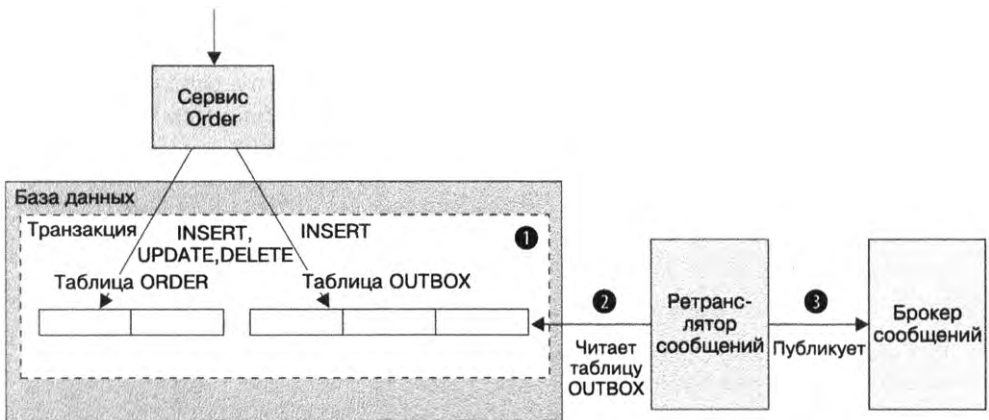 Сервис
Order
База данных
Транзакция
INSERT,
UPDATE,DELETE
INSERT
1
Таблица ORDER
Таблица OUTBOX
2
Читает
таблицу
OUTBOX
Ретранс-
лятор
сообщений
3
Публикует
Брокер
сообщений